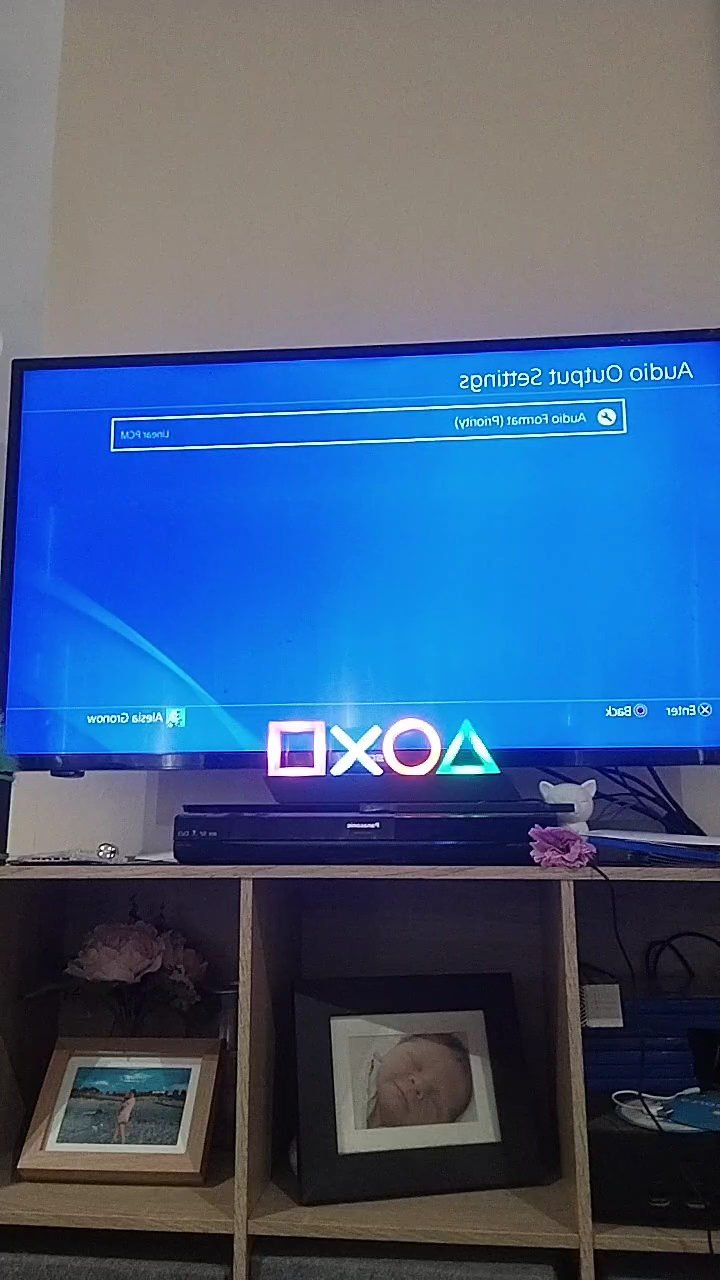 Audio Output Settings
Audio Format (Priority) Linear PCM
Enter Back Alesia Gronow
Panasonic